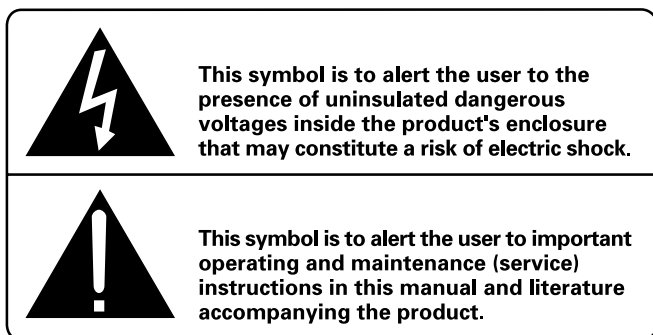 This symbol is to alert the user to the
presence of uninsulated dangerous
voltages inside the product's enclosure
that may constitute a risk of electric shock.
This symbol is to alert the user to important
operating and maintenance (service)
instructions in this manual and literature
accompanying the product.